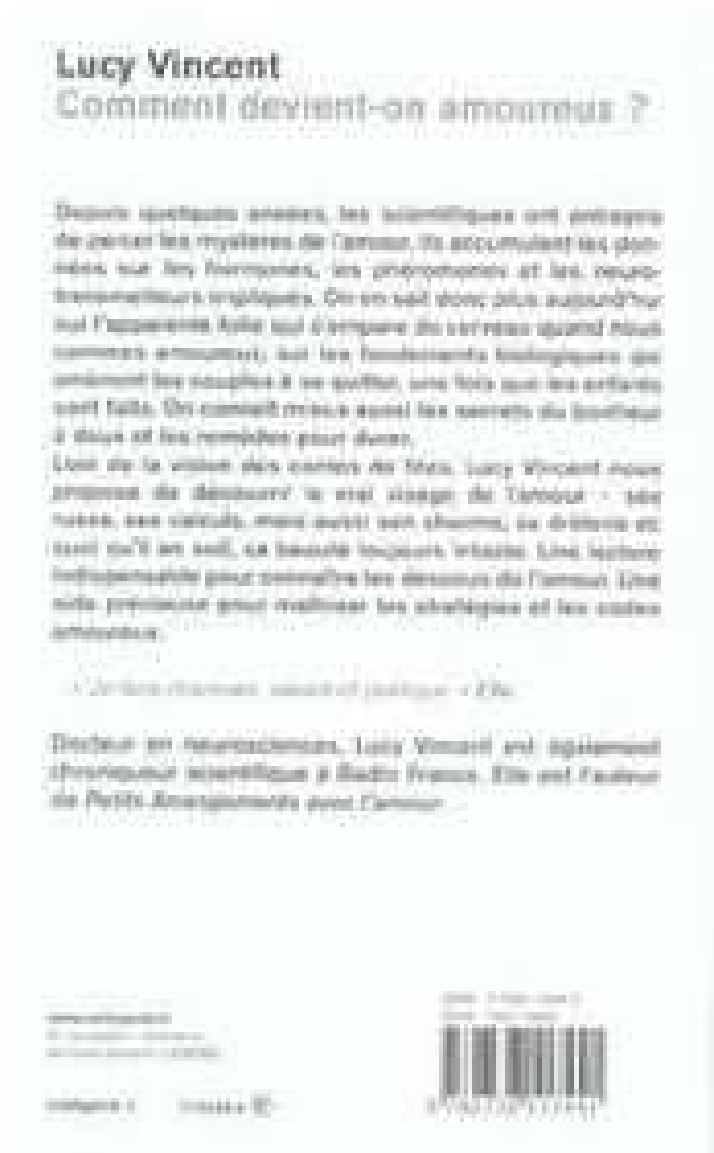 Lucy Vincent
Comment devient-on amoureux ?
Depuis quelques années, les scientifiques ont entrepris
de percer les mystères de l'amour. Ils accumulent les don-
nées sur les hormones, les phéromones et les neuro-
transmetteurs impliqués. On en sait donc plus aujourd'hui
sur l'apparente folie qui s'empare du cerveau quand nous
sommes amoureux, sur les fondements biologiques qui
amènent les couples à se quitter, une fois que les enfants
sont faits. On connaît mieux aussi les secrets du bonheur
à deux et les remèdes pour durer.
Loin de la vision des contes de fées, Lucy Vincent nous
propose de découvrir le vrai visage de l'amour - ses
ruses, ses calculs, mais aussi son charme, sa drôlerie et,
quoi qu'il en soit, sa beauté toujours intacte. Une lecture
indispensable pour connaître les dessous de l'amour. Une
aide précieuse pour maîtriser les stratégies et les codes
amoureux.
Elle
Docteur en neurosciences, Lucy Vincent est également
chroniqueur scientifique à Radio France. Elle est l'auteur
de Petits Arrangements avec l'amour